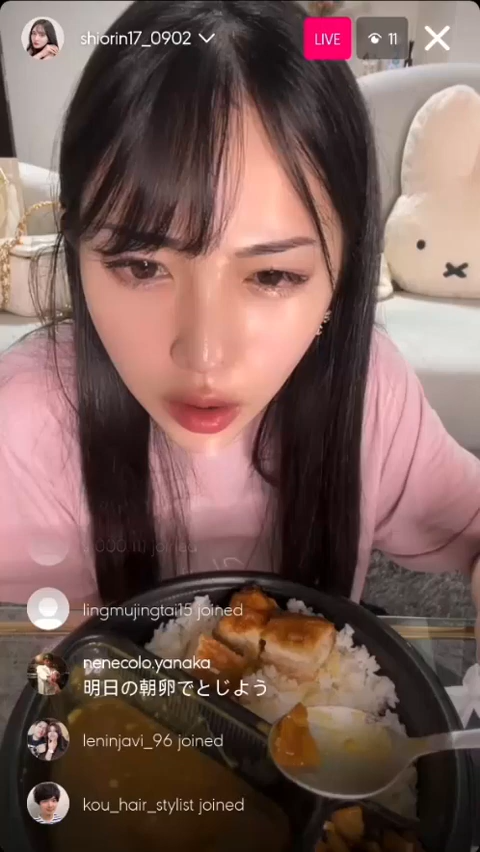 shiorin17_0902
LIVE
11
joined
lingmujingtai15 joined
nenecolo.yanaka
明日の朝卵でとじよう
leninjavi_96 joined
kou_hair_stylist joined